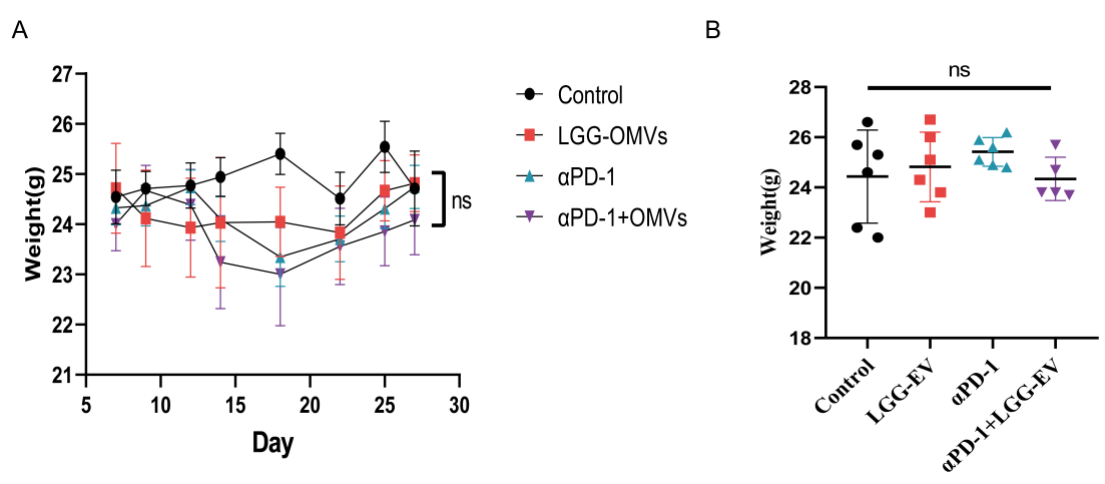 A
Weight(g)
27
26
25
24
23
22
21
5 10 15 20 25 30
Day
Control
LGG-OMVs
αPD-1
αPD-1+OMVs
ns
B
Weight(g)
28
26
24
22
20
18
ns
Control
LGG-EV
αPD-1
αPD-1+LGG-EV